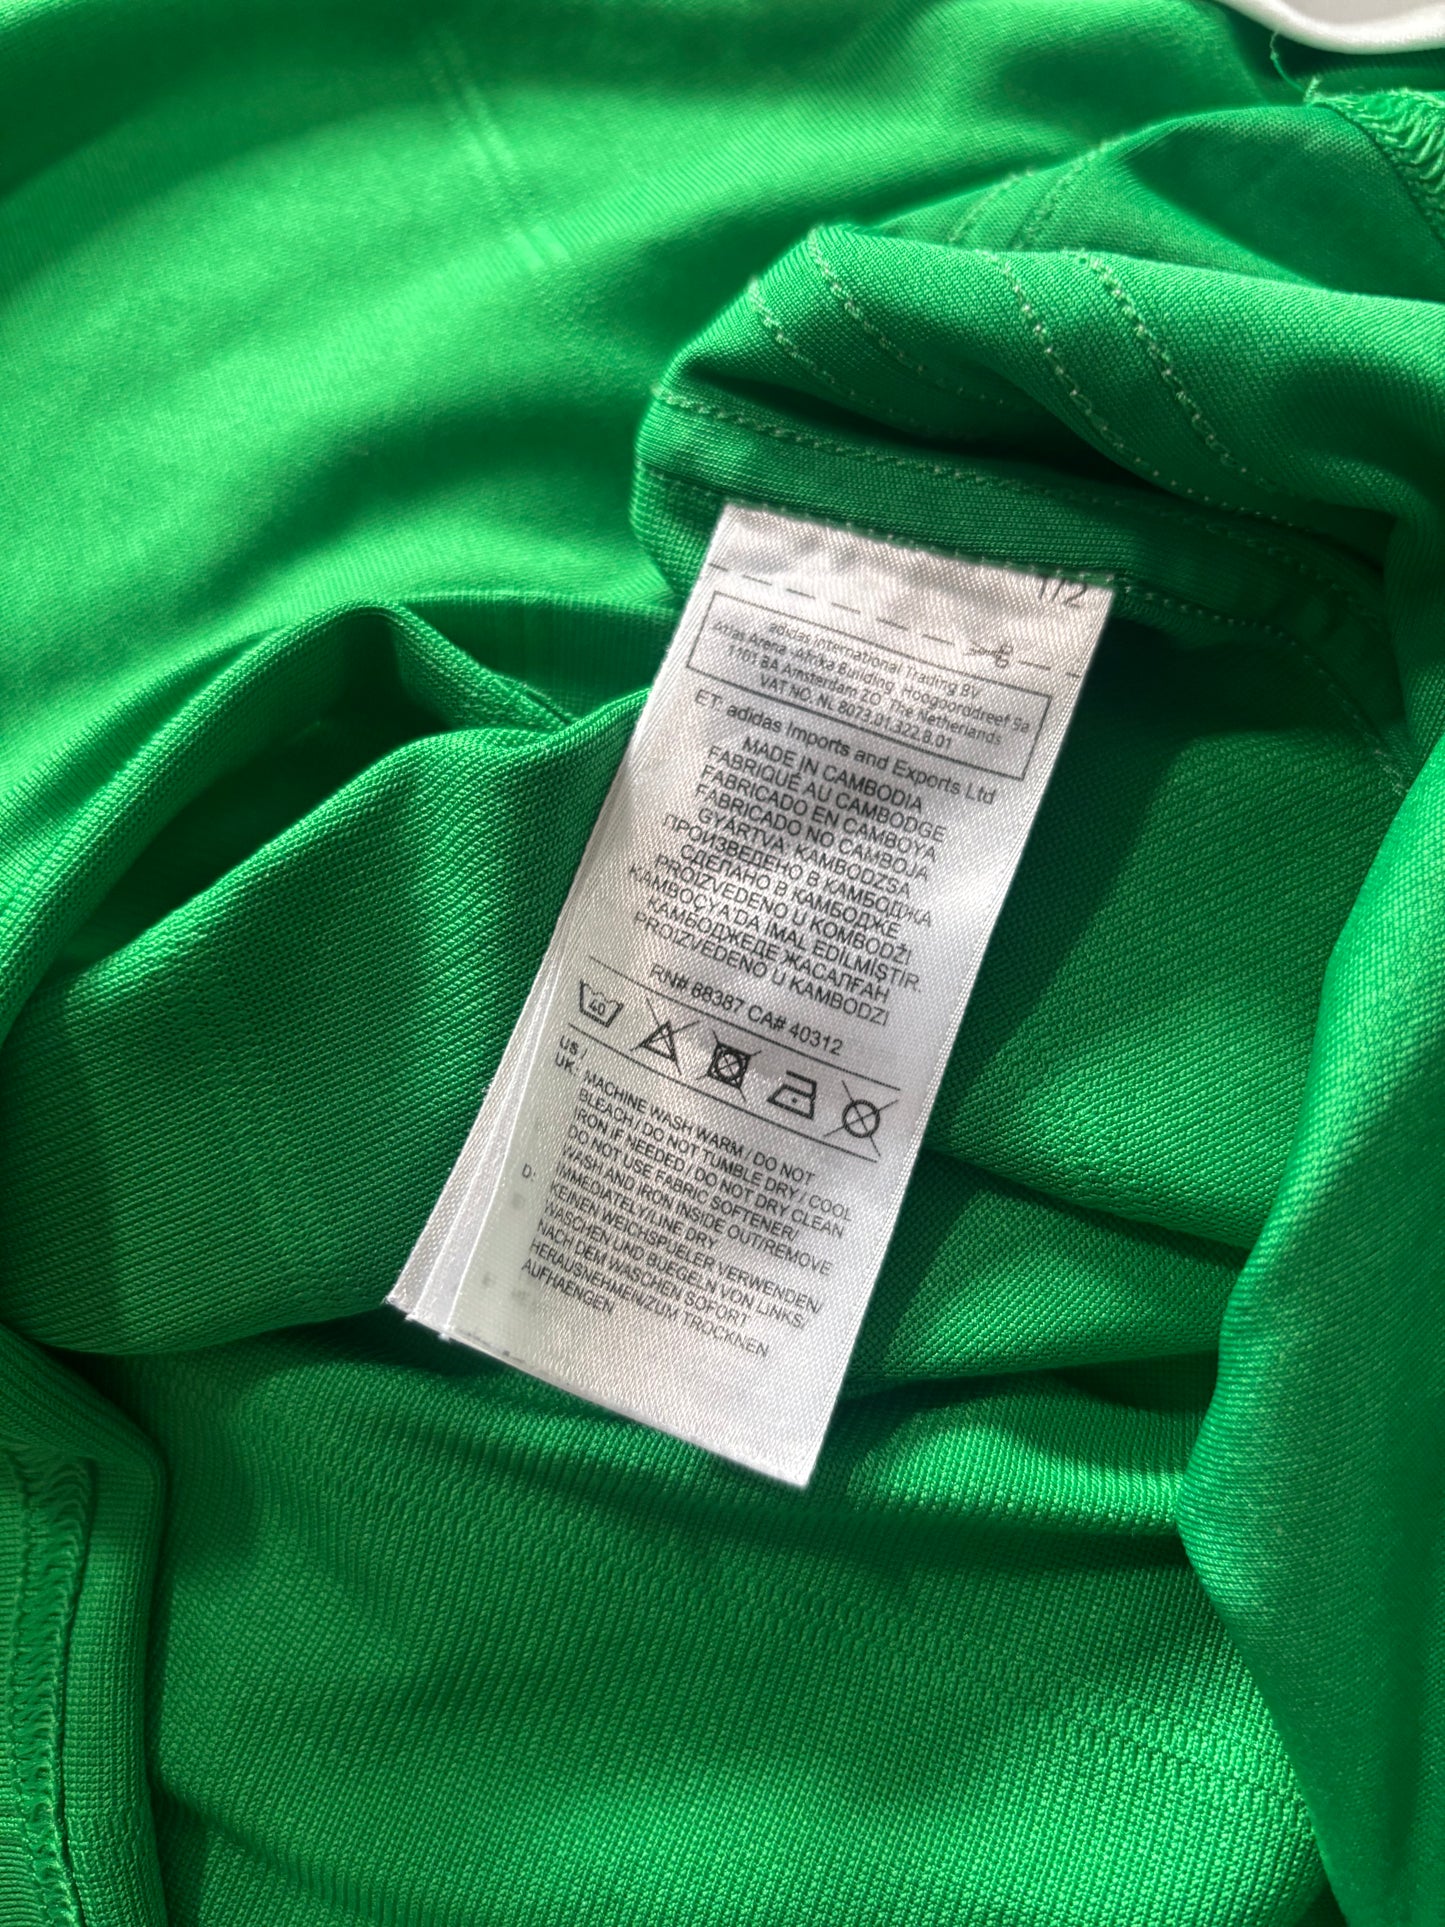 1/2
adidas International Trading BV
Atlas Arena -Afrika Building, Hoogoorddreef 9a
1101 BA Amsterdam ZO, The Netherlands
VAT NO. NL 8073.01.322.B.01
ET: adidas Imports and Exports Ltd
MADE IN CAMBODIA
FABRIQUÉ AU CAMBODGE
FABRICADO EN CAMBOYA
FABRICADO NO CAMBOJA
GYÁRTVA: KAMBODZSA
ПРОИЗВЕДЕНО В КАМБОДЖА
СДЕЛАНО В КАМБОДЖЕ
PROIZVEDENO U KOMBODŽI
KAMBOÇYA'DA İMAL EDİLMİŞTİR.
КАМБОДЖЕДЕ ЖАСАЛҒАН
PROIZVEDENO U KAMBODZI
RN# 88387 CA# 40312
40
US / UK: MACHINE WASH WARM / DO NOT
BLEACH / DO NOT TUMBLE DRY / COOL
IRON IF NEEDED / DO NOT DRY CLEAN
DO NOT USE FABRIC SOFTENER/
WASH AND IRON INSIDE OUT/REMOVE
IMMEDIATELY/LINE DRY
D: KEINEN WEICHSPUELER VERWENDEN/
WASCHEN UND BUEGELN VON LINKS/
NACH DEM WASCHEN SOFORT
HERAUSNEHMEN/ZUM TROCKNEN
AUFHAENGEN